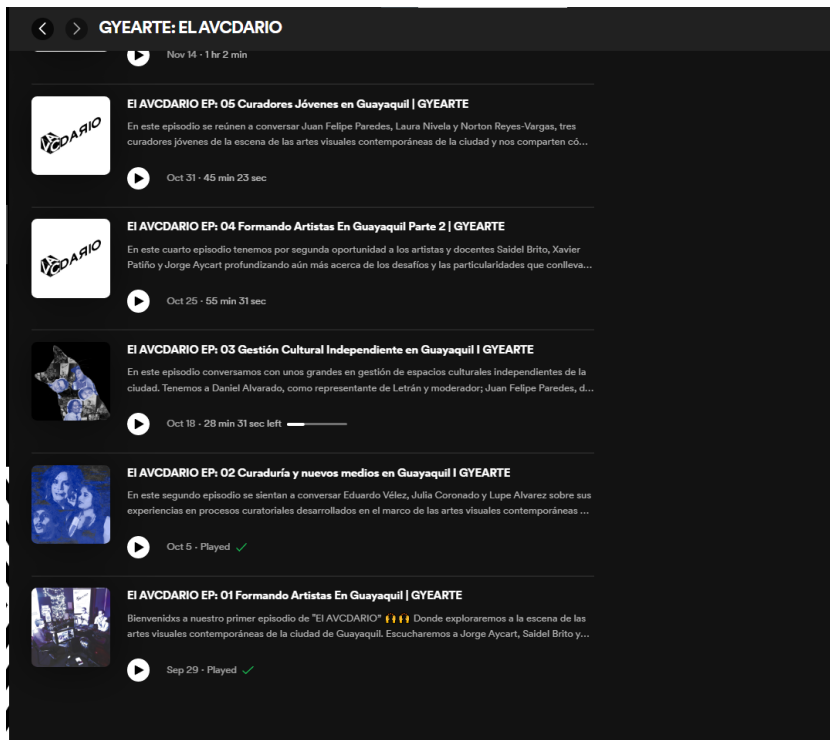 GYEARTE: EL AVCDARIO
Nov 14 · 1 hr 2 min
AVCDARIO
El AVCDARIO EP: 05 Curadores Jóvenes en Guayaquil | GYEARTE
En este episodio se reúnen a conversar Juan Felipe Paredes, Laura Nivela y Norton Reyes-Vargas, tres
curadores jóvenes de la escena de las artes visuales contemporáneas de la ciudad y nos comparten có...
Oct 31 · 45 min 23 sec
AVCDARIO
El AVCDARIO EP: 04 Formando Artistas En Guayaquil Parte 2 | GYEARTE
En este cuarto episodio tenemos por segunda oportunidad a los artistas y docentes Saidel Brito, Xavier
Patiño y Jorge Aycart profundizando aún más acerca de los desafíos y las particularidades que conlleva...
Oct 25 · 55 min 31 sec
El AVCDARIO EP: 03 Gestión Cultural Independiente en Guayaquil I GYEARTE
En este episodio conversamos con unos grandes en gestión de espacios culturales independientes de la
ciudad. Tenemos a Daniel Alvarado, como representante de Letrán y moderador; Juan Felipe Paredes, d...
Oct 18 · 28 min 31 sec left
El AVCDARIO EP: 02 Curaduría y nuevos medios en Guayaquil I GYEARTE
En este segundo episodio se sientan a conversar Eduardo Vélez, Julia Coronado y Lupe Alvarez sobre sus
experiencias en procesos curatoriales desarrollados en el marco de las artes visuales contemporáneas ...
Oct 5 · Played
El AVCDARIO EP: 01 Formando Artistas En Guayaquil | GYEARTE
Bienvenidxs a nuestro primer episodio de "El AVCDARIO" 🙌🙌 Donde exploraremos a la escena de las
artes visuales contemporáneas de la ciudad de Guayaquil. Escucharemos a Jorge Aycart, Saidel Brito y...
Sep 29 · Played